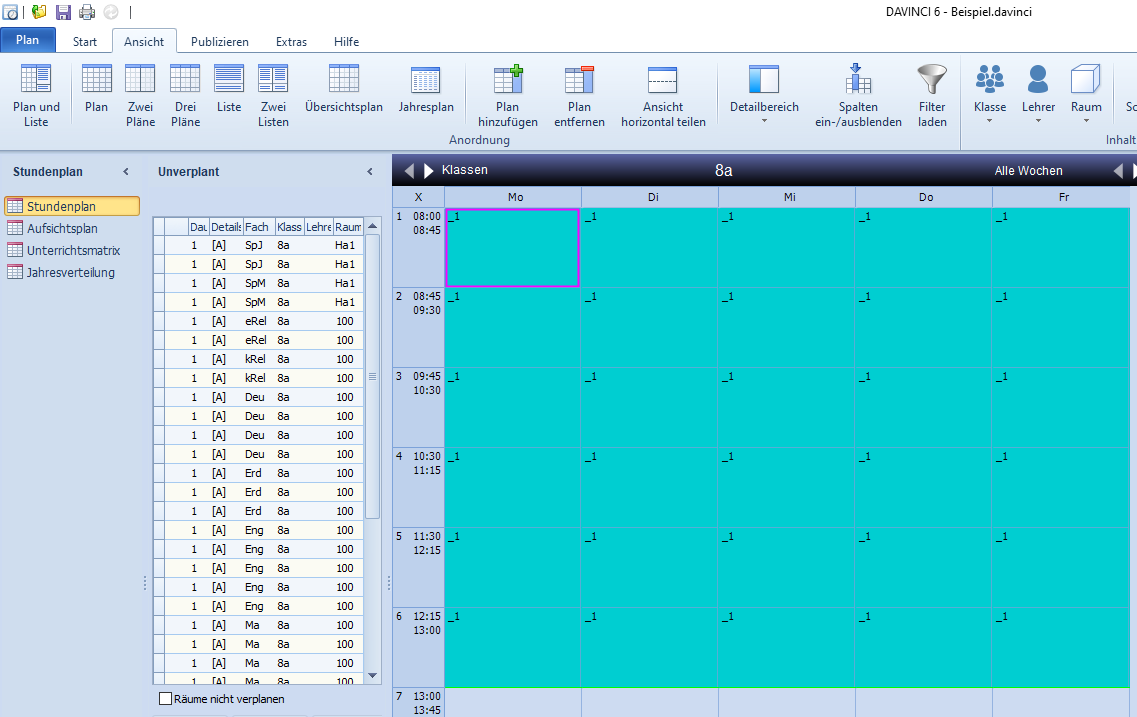 DAVINCI 6 - Beispiel.davinci
Plan Start Ansicht Publizieren Extras Hilfe
Plan und Liste Plan Zwei Pläne Drei Pläne Liste Zwei Listen Übersichtsplan Jahresplan Plan hinzufügen Plan entfernen Ansicht horizontal teilen Detailbereich Spalten ein-/ausblenden Filter laden Klasse Lehrer Raum
Anordnung Inhalt
Stundenplan
Stundenplan
Aufsichtsplan
Unterrichtsmatrix
Jahresverteilung
Unverplant
Dau Details Fach Klass Lehre Raum
1 [A] SpJ 8a Ha1
1 [A] SpJ 8a Ha1
1 [A] SpM 8a Ha1
1 [A] SpM 8a Ha1
1 [A] eRel 8a 100
1 [A] eRel 8a 100
1 [A] kRel 8a 100
1 [A] kRel 8a 100
1 [A] Deu 8a 100
1 [A] Deu 8a 100
1 [A] Deu 8a 100
1 [A] Deu 8a 100
1 [A] Erd 8a 100
1 [A] Erd 8a 100
1 [A] Erd 8a 100
1 [A] Eng 8a 100
1 [A] Eng 8a 100
1 [A] Eng 8a 100
1 [A] Eng 8a 100
1 [A] Eng 8a 100
1 [A] Ma 8a 100
1 [A] Ma 8a 100
1 [A] Ma 8a 100
1 [A] Ma 8a 100
Räume nicht verplanen
Klassen 8a Alle Wochen
X Mo Di Mi Do Fr
1 08:00 _1 _1 _1 _1 _1
08:45
2 08:45 _1 _1 _1 _1 _1
09:30
3 09:45 _1 _1 _1 _1 _1
10:30
4 10:30 _1 _1 _1 _1 _1
11:15
5 11:30 _1 _1 _1 _1 _1
12:15
6 12:15 _1 _1 _1 _1 _1
13:00
7 13:00
13:45